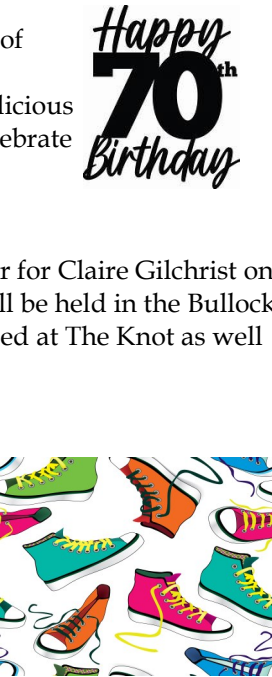 of
Happy
70th
Birthday
licious
ebrate
r for Claire Gilchrist on
ll be held in the Bullock
ed at The Knot as well